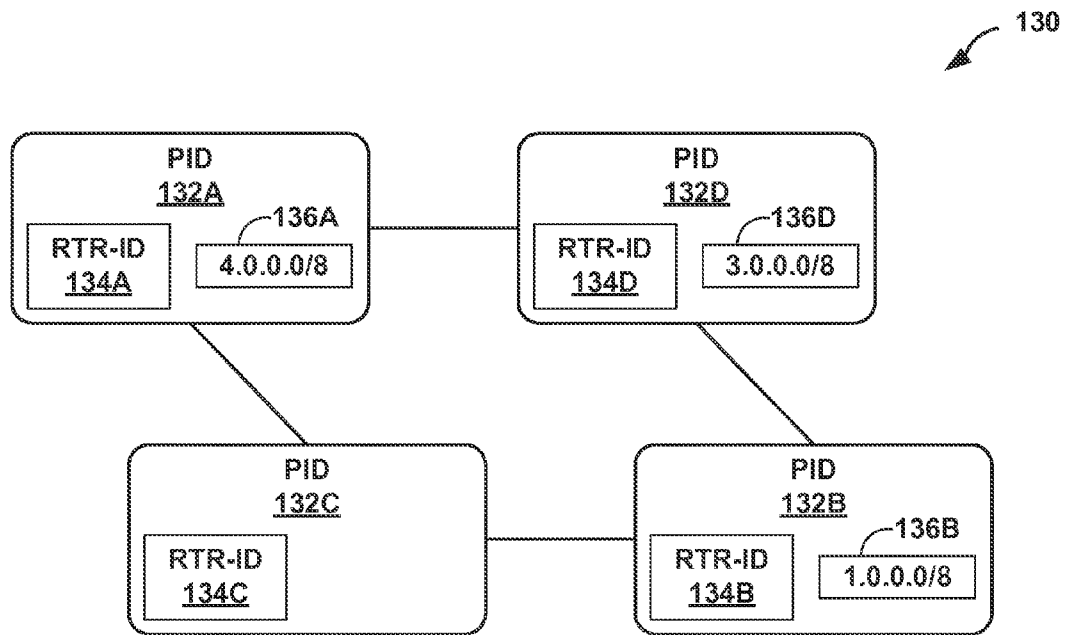 130
PID
132A
136A
RTR-ID
134A
4.0.0.0/8
PID
132D
136D
RTR-ID
134D
3.0.0.0/8
PID
132C
RTR-ID
134C
PID
132B
136B
RTR-ID
134B
1.0.0.0/8